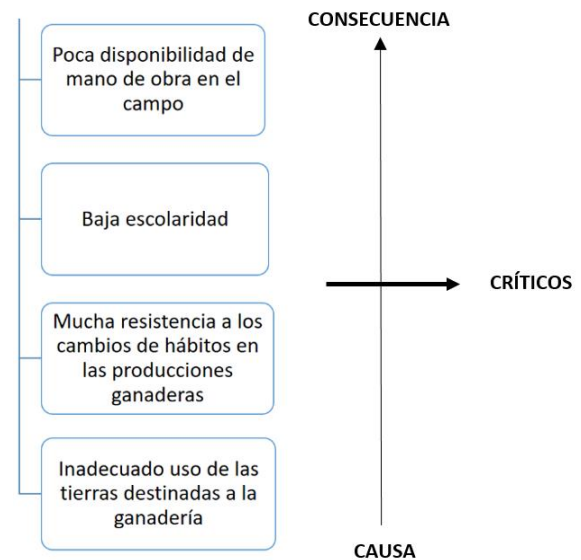 CONSECUENCIA
Poca disponibilidad de
mano de obra en el
campo
Baja escolaridad
CRÍTICOS
Mucha resistencia a los
cambios de hábitos en
las producciones
ganaderas
Inadecuado uso de las
tierras destinadas a la
ganadería
CAUSA